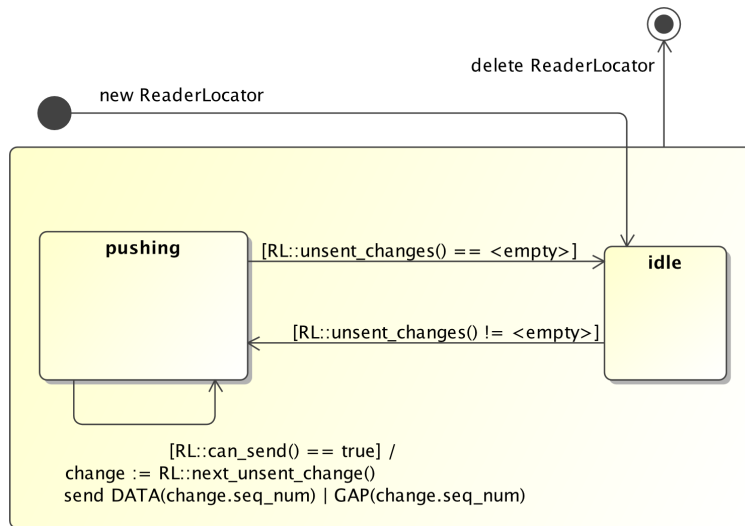 delete ReaderLocator
new ReaderLocator
pushing
[RL::unsent_changes() == <empty>]
idle
[RL::unsent_changes() != <empty>]
[RL::can_send() == true] /
change := RL::next_unsent_change()
send DATA(change.seq_num) | GAP(change.seq_num)